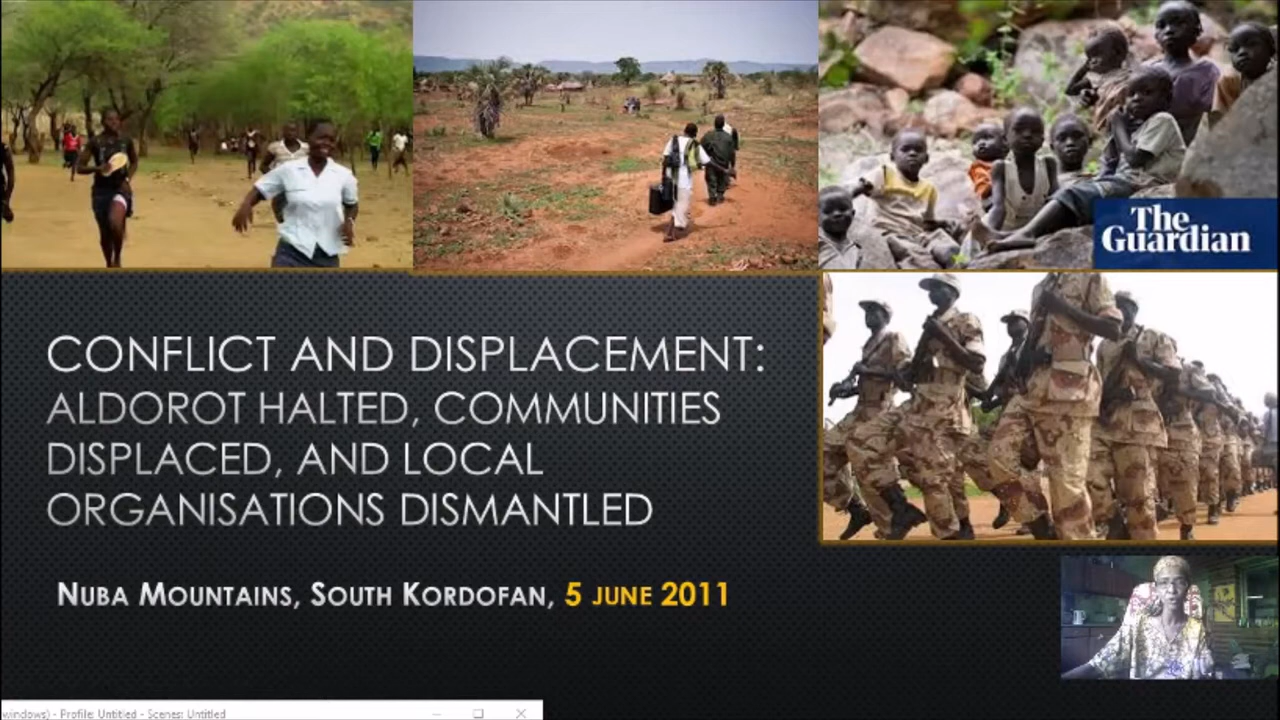 The
Guardian
CONFLICT AND DISPLACEMENT:
ALDOROT HALTED, COMMUNITIES
DISPLACED, AND LOCAL
ORGANISATIONS DISMANTLED
NUBA MOUNTAINS, SOUTH KORDOFAN, 5 JUNE 2011
windows) - Profile: Untitled - Scenes: Untitled